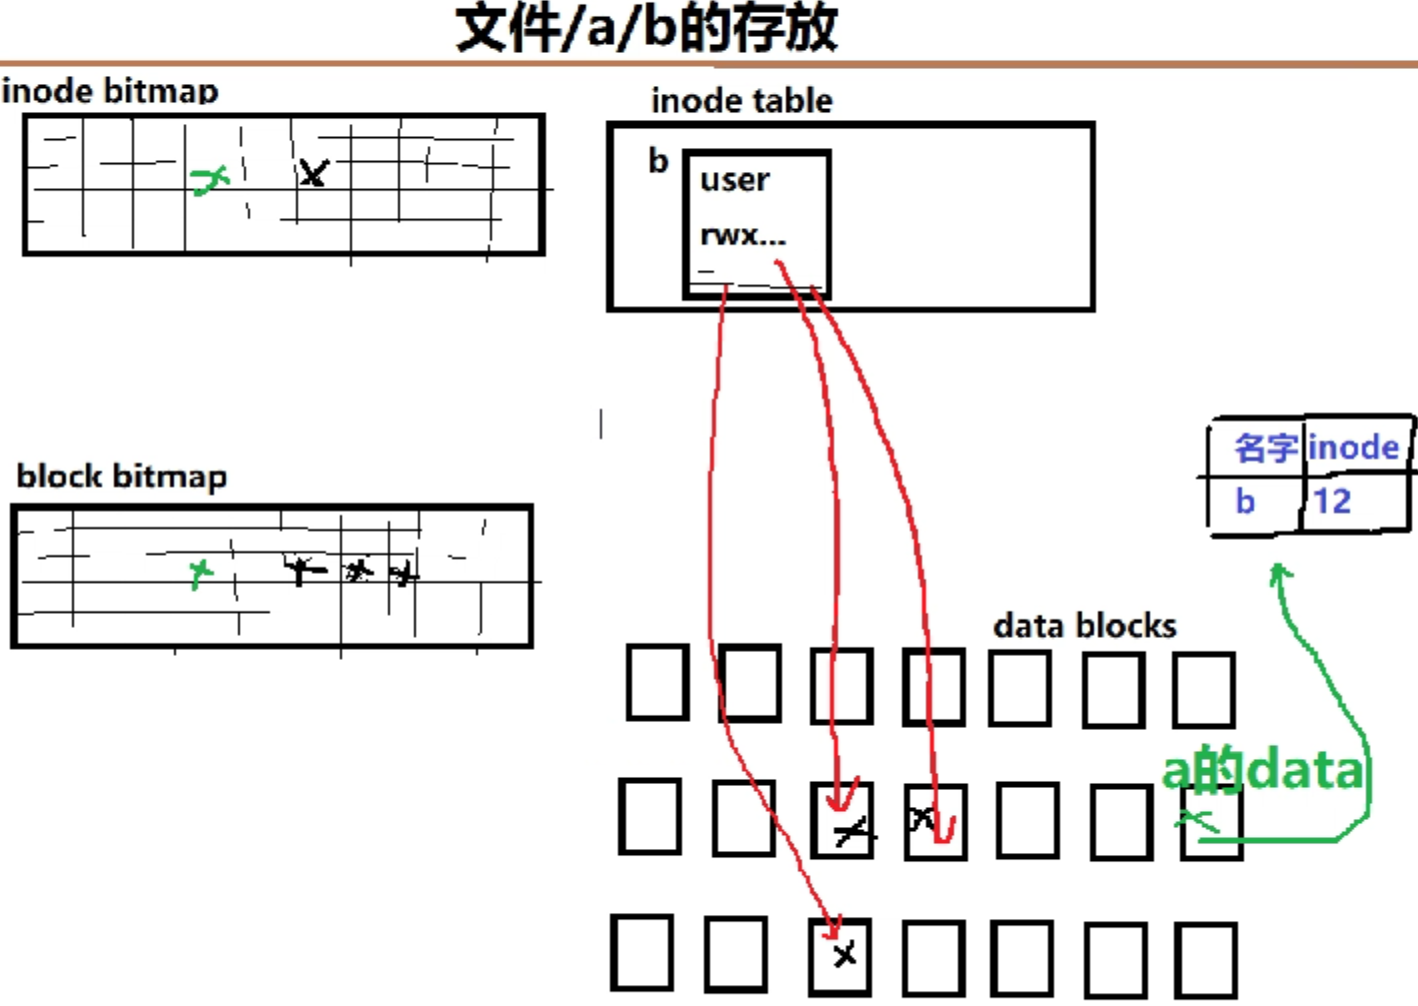 文件/a/b的存放
inode bitmap
inode table
b
user
rwx...
block bitmap
名字 inode
b 12
data blocks
a的data